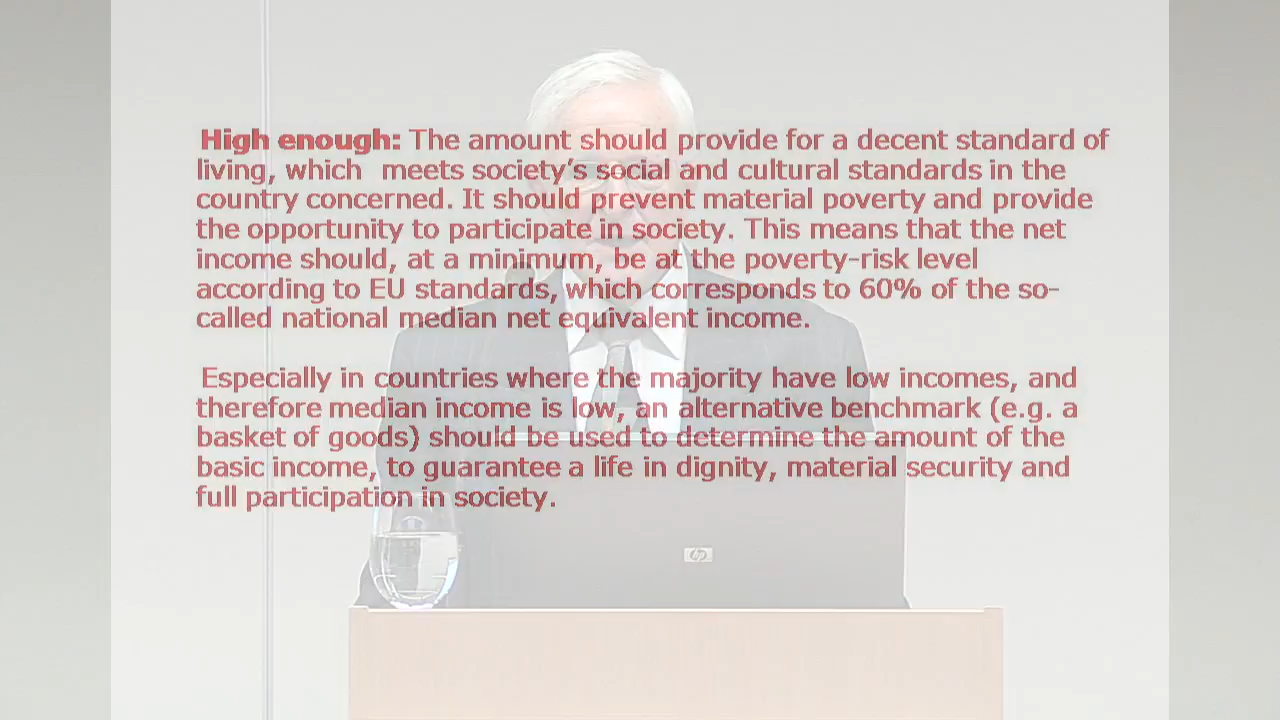 High enough: The amount should provide for a decent standard of
living, which  meets society's social and cultural standards in the
country concerned. It should prevent material poverty and provide
the opportunity to participate in society. This means that the net
income should, at a minimum, be at the poverty-risk level
according to EU standards, which corresponds to 60% of the so-
called national median net equivalent income.
Especially in countries where the majority have low incomes, and
therefore median income is low, an alternative benchmark (e.g. a
basket of goods) should be used to determine the amount of the
basic income, to guarantee a life in dignity, material security and
full participation in society.
hp